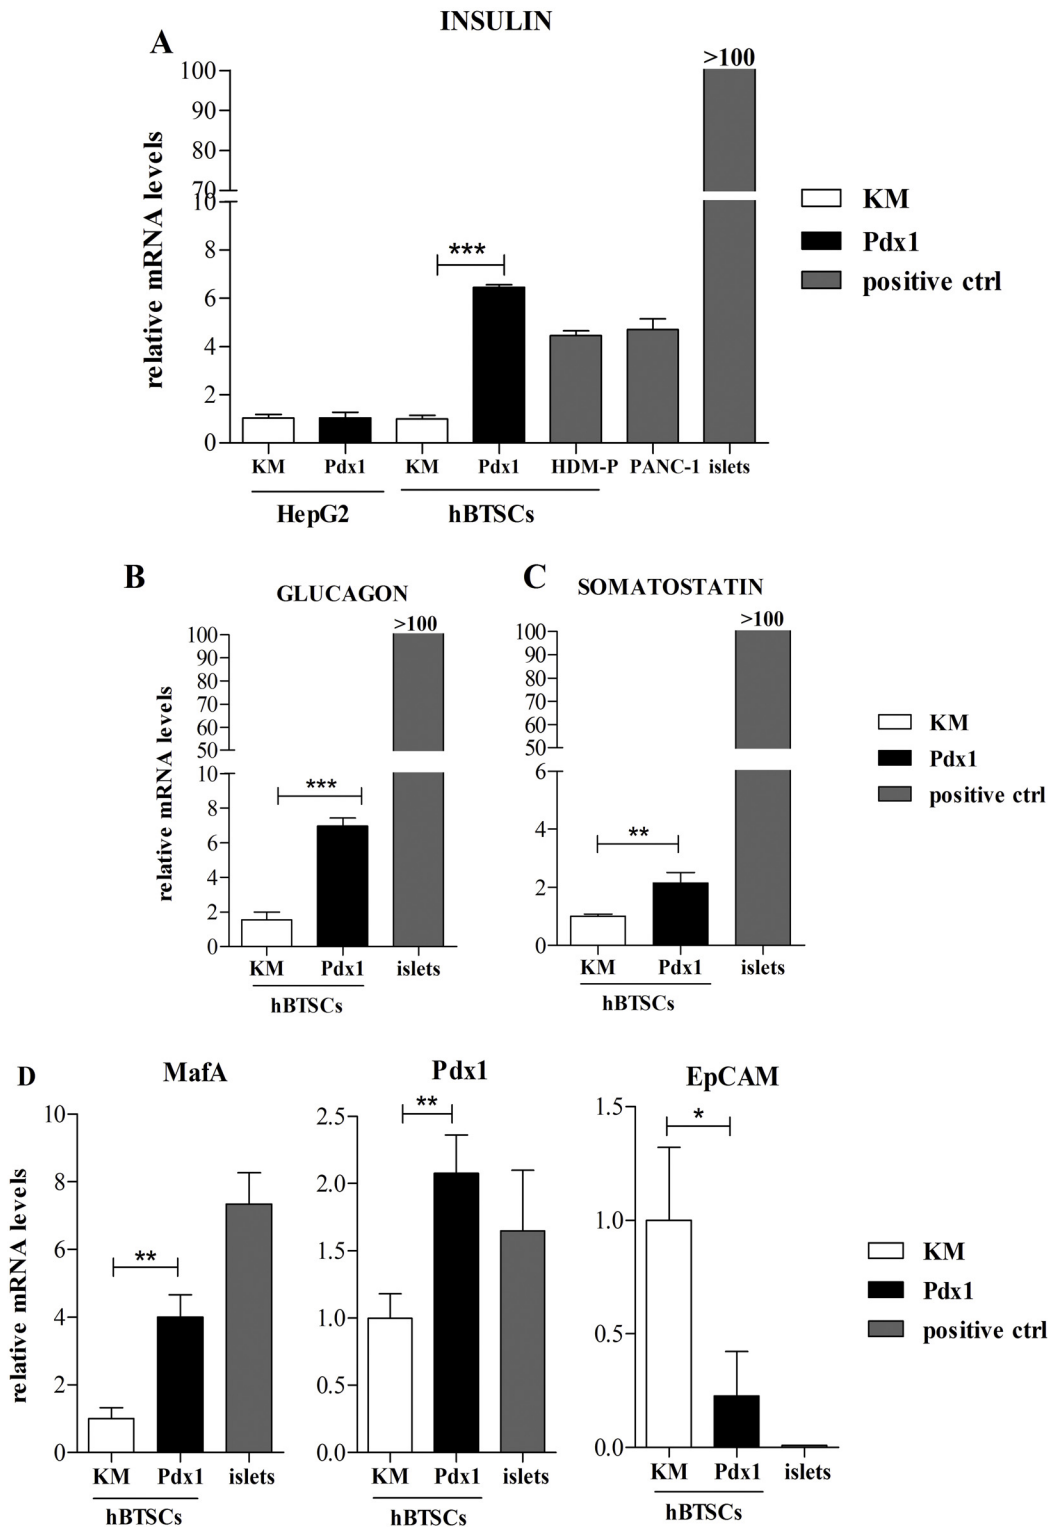 INSULIN
A
>100
100
90
80
70
10
8
6
4
2
0
relative mRNA levels
***
KM
Pdx1
positive ctrl
KM Pdx1 KM Pdx1 HDM-P PANC-1 islets
HepG2 hBTSCs
B
GLUCAGON
>100
100
90
80
70
60
50
10
8
6
4
2
0
relative mRNA levels
***
KM Pdx1 islets
hBTSCs
C
SOMATOSTATIN
>100
100
90
80
70
60
50
6
4
2
0
**
KM Pdx1 islets
hBTSCs
KM
Pdx1
positive ctrl
D
MafA
10
8
6
4
2
0
relative mRNA levels
**
KM Pdx1 islets
hBTSCs
Pdx1
2.5
2.0
1.5
1.0
0.5
0.0
**
KM Pdx1 islets
hBTSCs
EpCAM
1.5
1.0
0.5
0.0
*
KM Pdx1 islets
hBTSCs
KM
Pdx1
positive ctrl